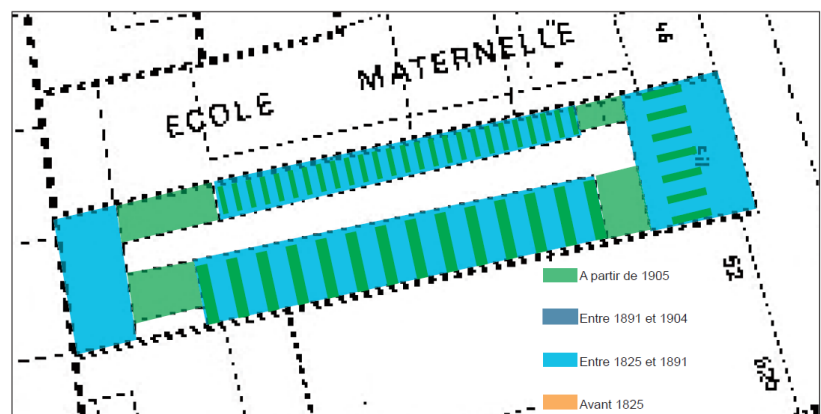 ECOLE MATERNELLE
A partir de 1905
Entre 1891 et 1904
Entre 1825 et 1891
Avant 1825